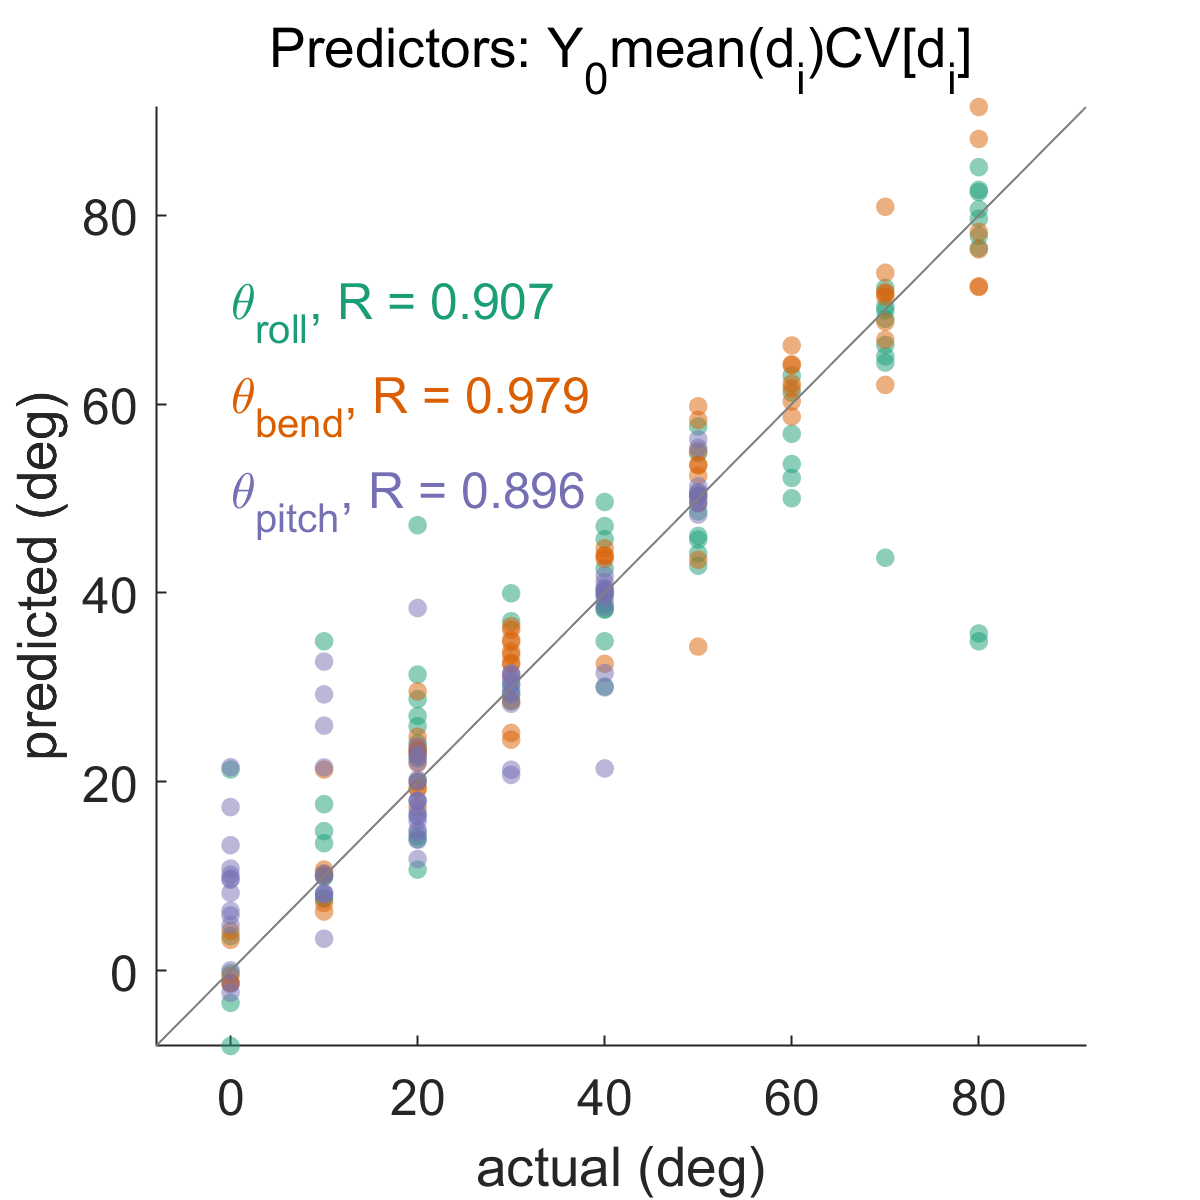 Predictors: Y₀mean(dᵢ)CV[dᵢ]
θroll, R = 0.907
θbend, R = 0.979
θpitch, R = 0.896
predicted (deg)
80
60
40
20
0
0 20 40 60 80
actual (deg)